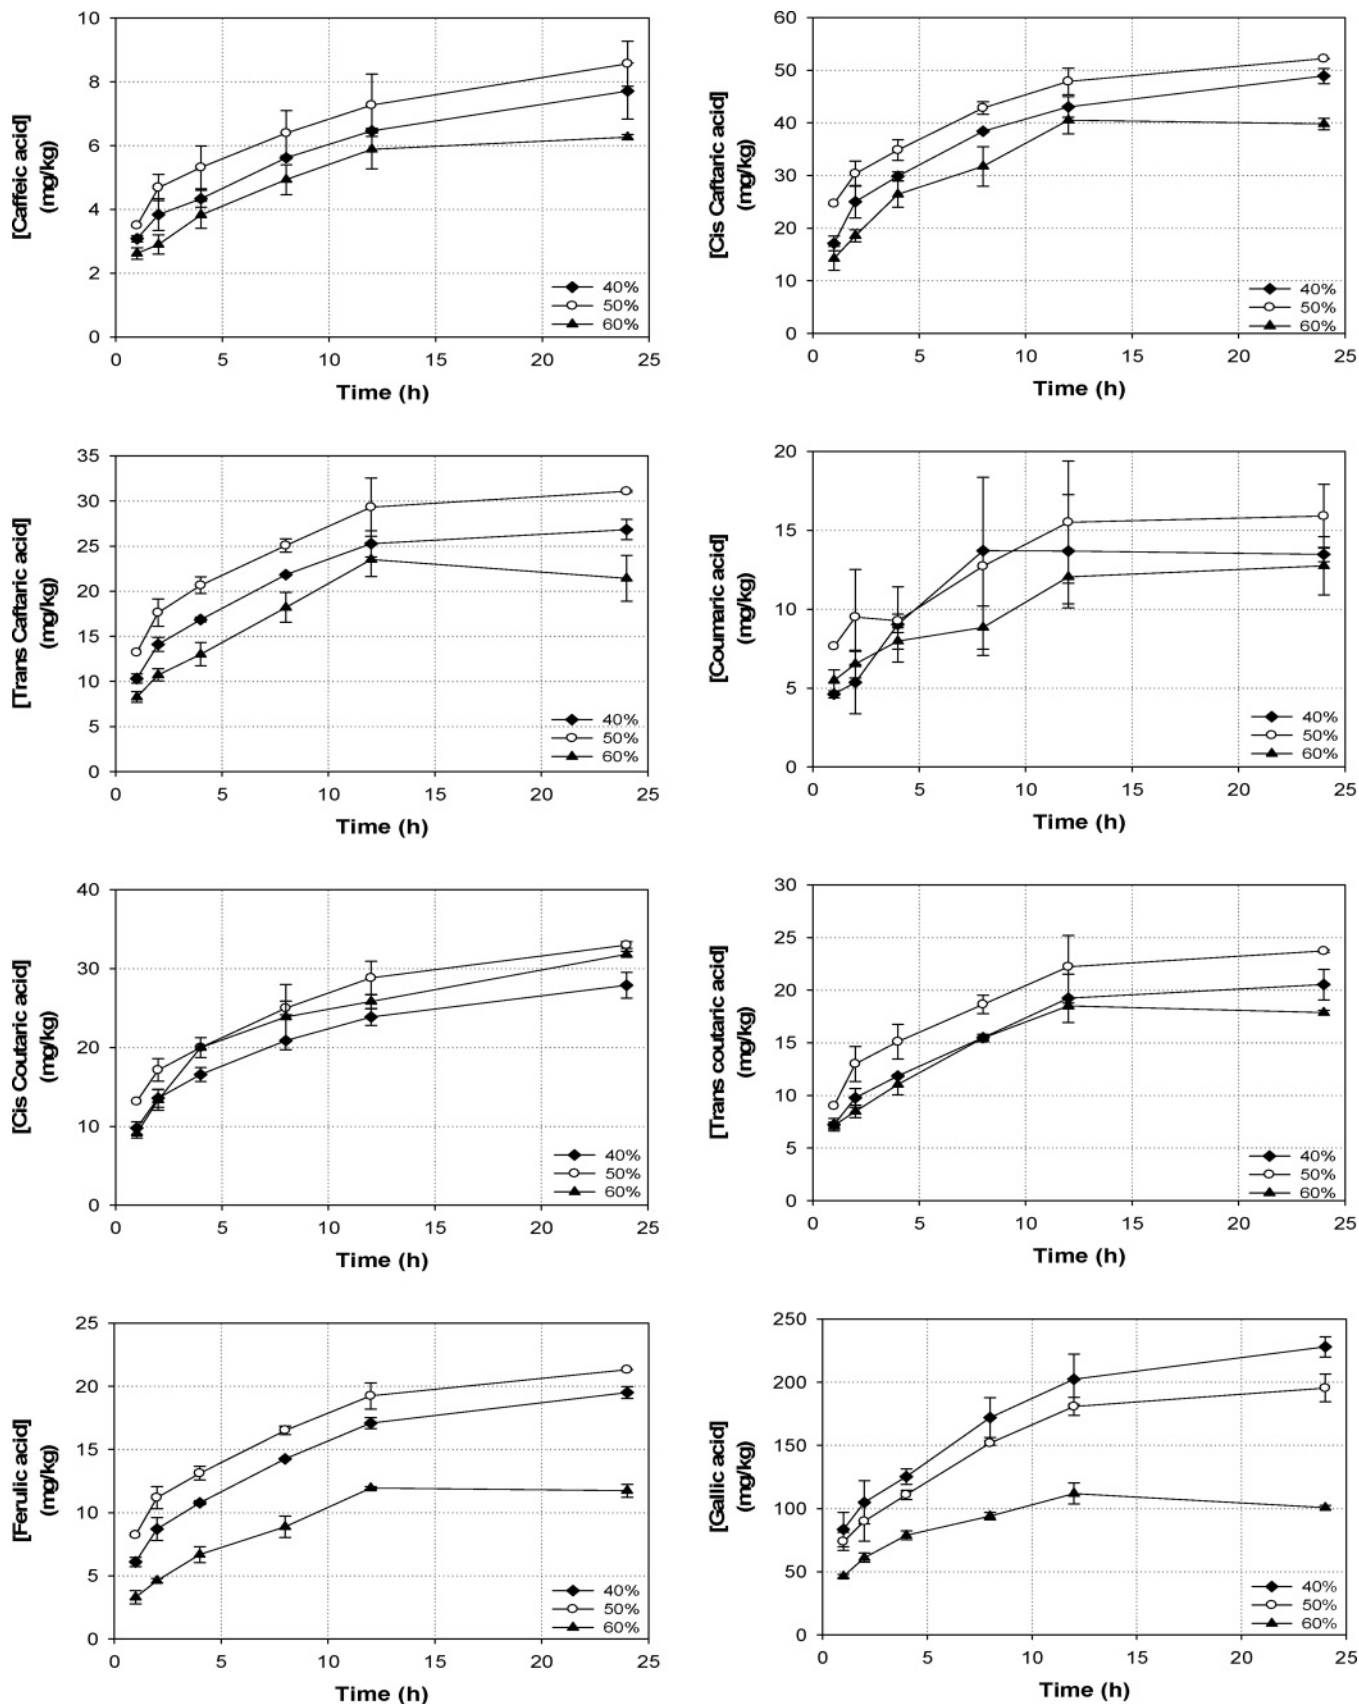 [Caffeic acid]
(mg/kg)
10
8
6
4
2
0
0 5 10 15 20 25
Time (h)
40%
50%
60%
[Cis Caftaric acid]
(mg/kg)
60
50
40
30
20
10
0
0 5 10 15 20 25
Time (h)
40%
50%
60%
[Trans Caftaric acid]
(mg/kg)
35
30
25
20
15
10
5
0
0 5 10 15 20 25
Time (h)
40%
50%
60%
[Coumaric acid]
(mg/kg)
20
15
10
5
0
0 5 10 15 20 25
Time (h)
40%
50%
60%
[Cis Coutaric acid]
(mg/kg)
40
30
20
10
0
0 5 10 15 20 25
Time (h)
40%
50%
60%
[Trans coutaric acid]
(mg/kg)
30
25
20
15
10
5
0
0 5 10 15 20 25
Time (h)
40%
50%
60%
[Ferulic acid]
(mg/kg)
25
20
15
10
5
0
0 5 10 15 20 25
Time (h)
40%
50%
60%
[Gallic acid]
(mg/kg)
250
200
150
100
50
0
0 5 10 15 20 25
Time (h)
40%
50%
60%